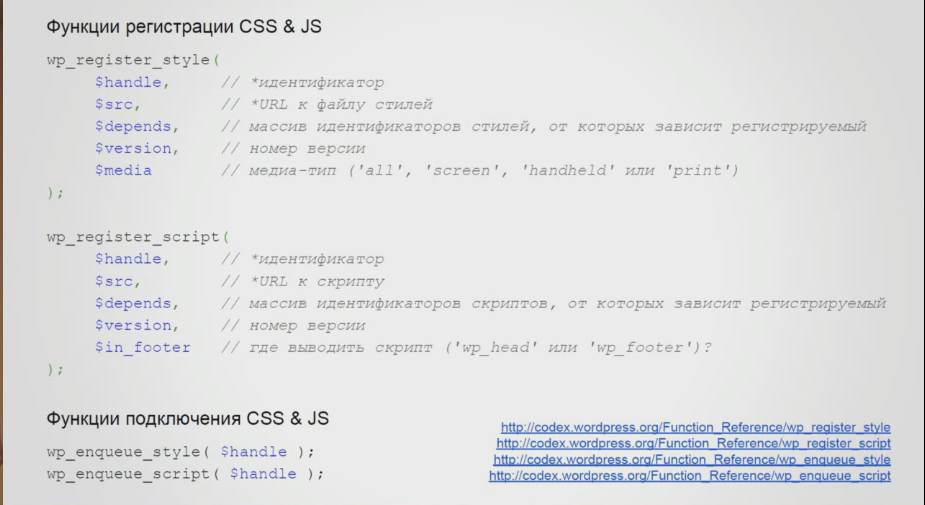 Функции регистрации CSS & JS
wp_register_style(
$handle, // *идентификатор
$src, // *URL к файлу стилей
$depends, // массив идентификаторов стилей, от которых зависит регистрируемый
$version, // номер версии
$media // медиа-тип ('all', 'screen', 'handheld' или 'print')
);
wp_register_script(
$handle, // *идентификатор
$src, // *URL к скрипту
$depends, // массив идентификаторов скриптов, от которых зависит регистрируемый
$version, // номер версии
$in_footer // где выводить скрипт ('wp_head' или 'wp_footer')?
);
Функции подключения CSS & JS
wp_enqueue_style( $handle );
wp_enqueue_script( $handle );
http://codex.wordpress.org/Function_Reference/wp_register_style
http://codex.wordpress.org/Function_Reference/wp_register_script
http://codex.wordpress.org/Function_Reference/wp_enqueue_style
http://codex.wordpress.org/Function_Reference/wp_enqueue_script